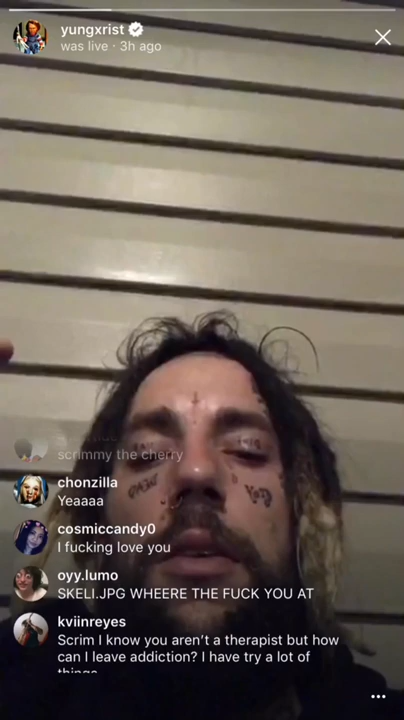 yungxrist
was live · 3h ago
scrimmy the cherry
chonzilla
Yeaaaa
cosmiccandy0
I fucking love you
oyy.lumo
SKELI.JPG WHEERE THE FUCK YOU AT
kviinreyes
Scrim I know you aren’t a therapist but how
can I leave addiction? I have try a lot of
things